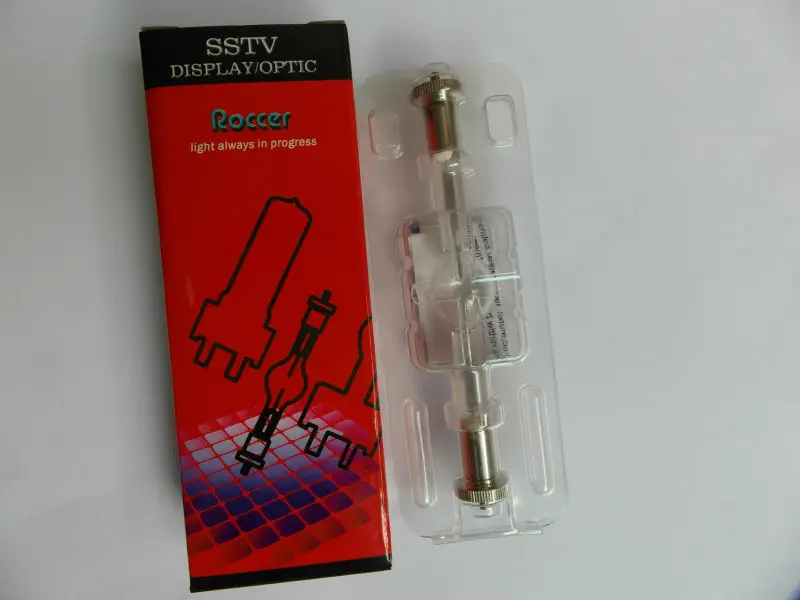 SSTV
DISPLAY/OPTIC
Roccer
light always in progress